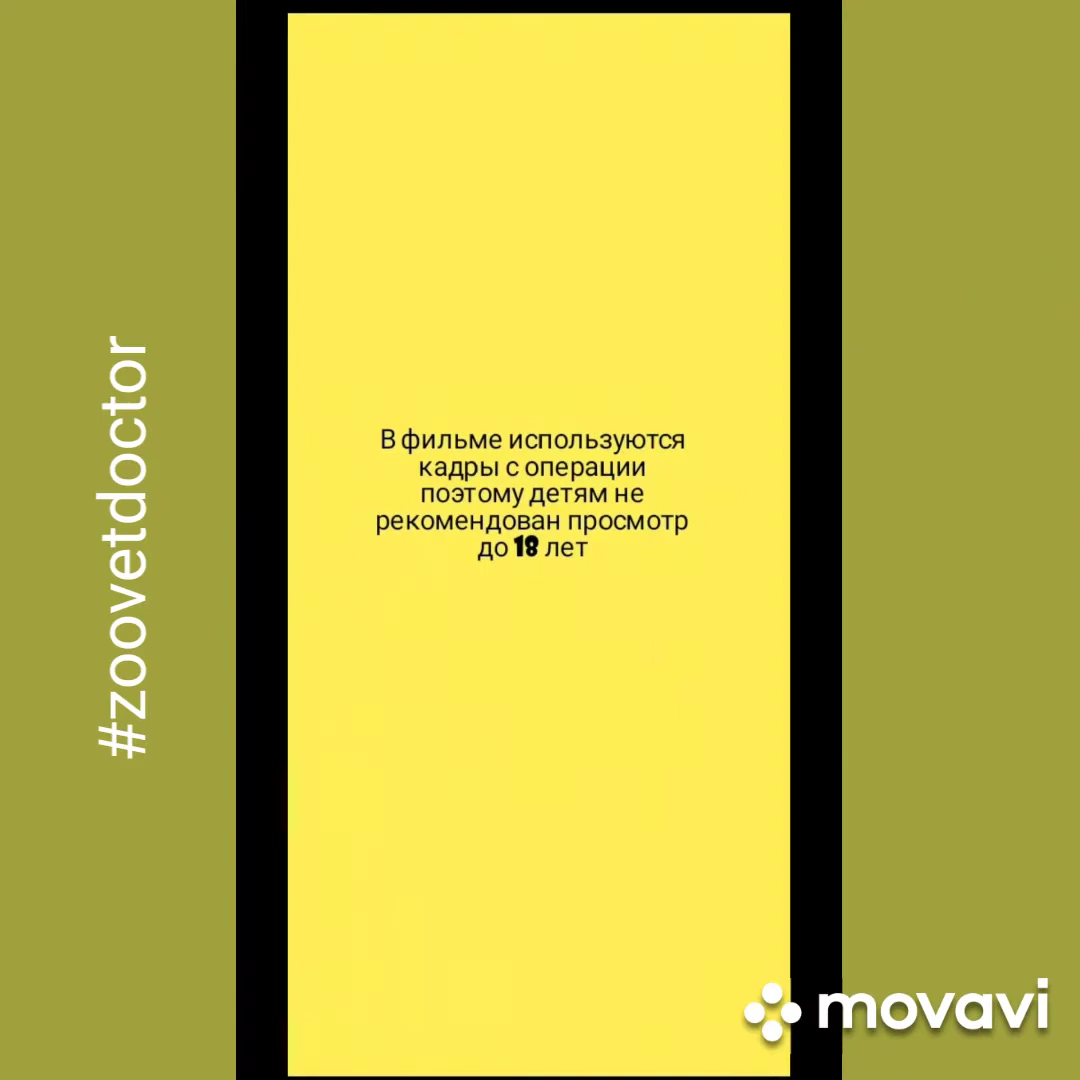 #zoovetdoctor
В фильме используются
кадры с операции
поэтому детям не
рекомендован просмотр
до 18 лет
movavi